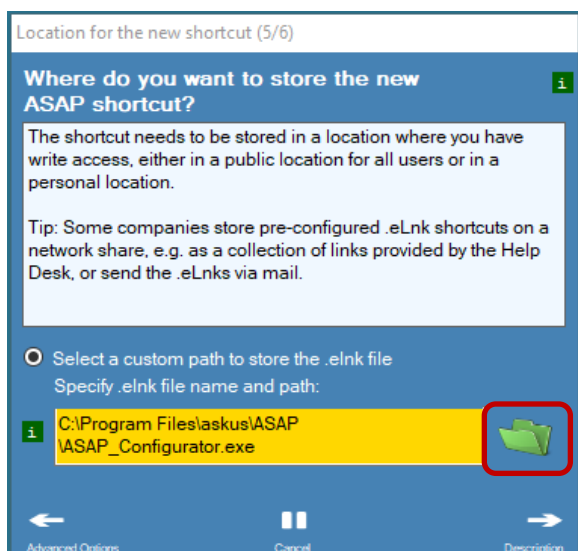 Location for the new shortcut (5/6)
Where do you want to store the new
ASAP shortcut?
i
The shortcut needs to be stored in a location where you have
write access, either in a public location for all users or in a
personal location.
Tip: Some companies store pre-configured .eLnk shortcuts on a
network share, e.g. as a collection of links provided by the Help
Desk, or send the .eLnks via mail.
Select a custom path to store the .elnk file
Specify .elnk file name and path:
i
C:\Program Files\askus\ASAP
\ASAP_Configurator.exe
Advanced Options
Cancel
Description